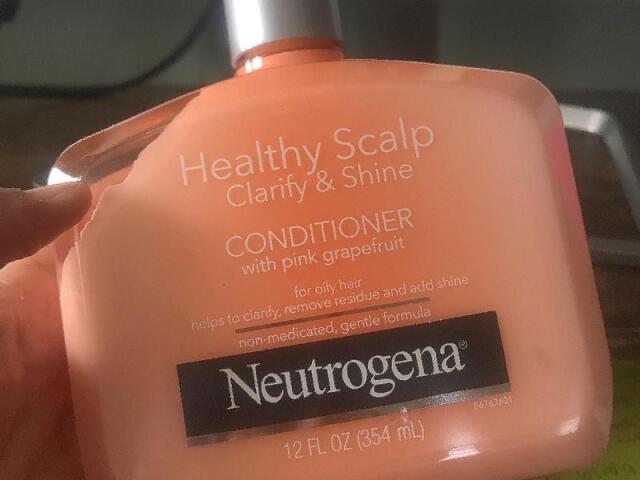 Healthy Scalp
Clarify & Shine
CONDITIONER
with pink grapefruit
for oily hair
helps to clarify, remove residue and add shine
non-medicated, gentle formula
Neutrogena®
E6763601
12 FL OZ (354 mL)